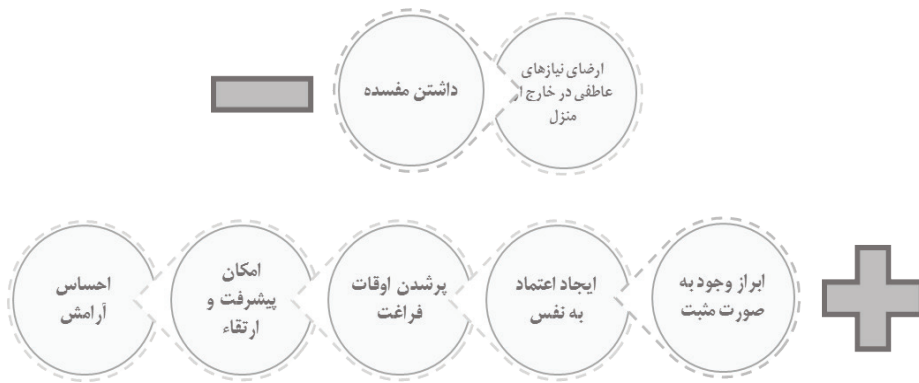 ارضای نیازهای
عاطفی در خارج از
منزل
داشتن مفسده
ابراز وجود به
صورت مثبت
ایجاد اعتماد
به نفس
پرشدن اوقات
فراغت
امکان
پیشرفت و
ارتقاء
احساس
آرامش